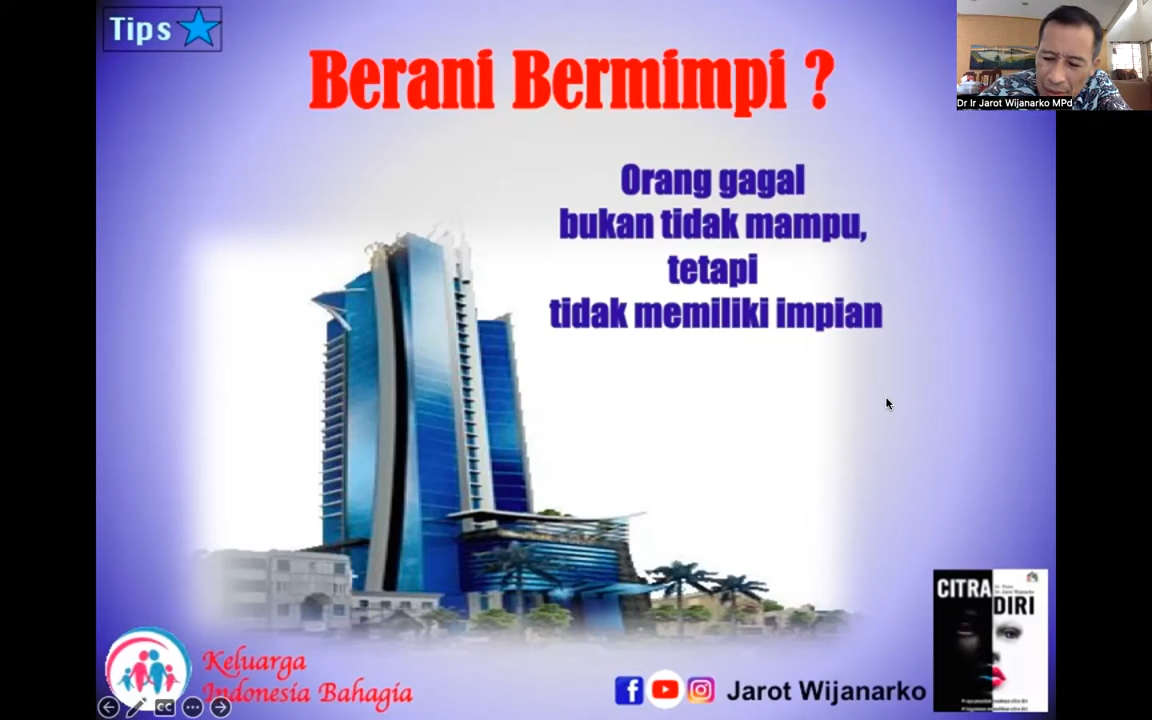 Tips
Berani Bermimpi ?
Dr Ir Jarot Wijanarko MPd
Orang gagal
bukan tidak mampu,
tetapi
tidak memiliki impian
CITRA
DIRI
Keluarga
Indonesia Bahagia
CC
Jarot Wijanarko